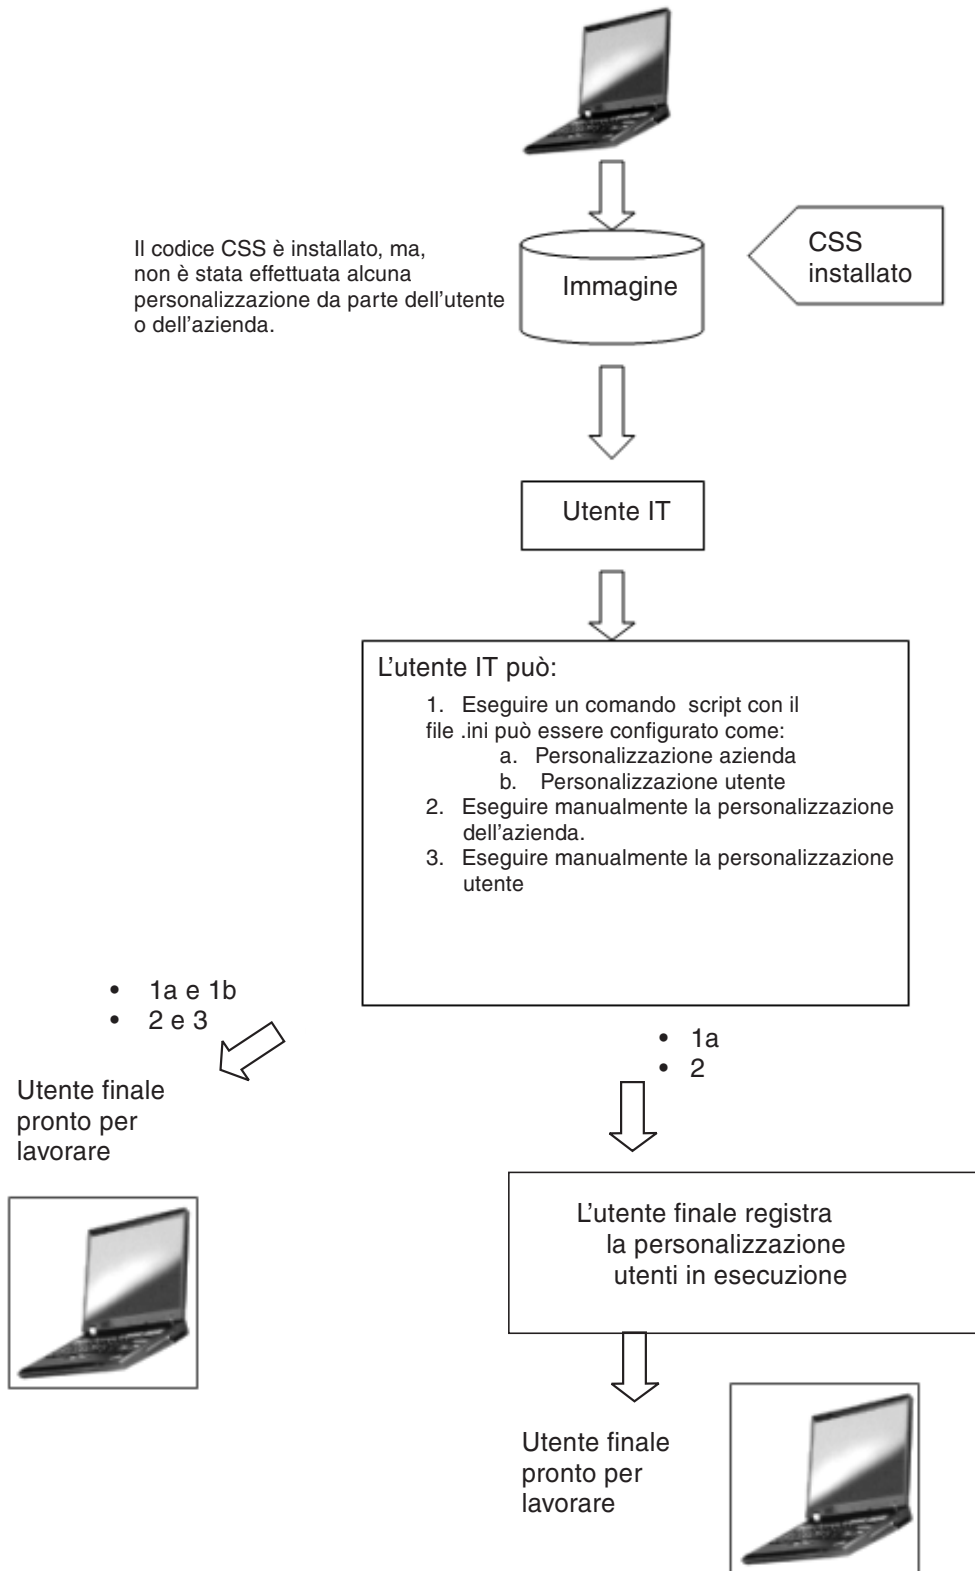 Il codice CSS è installato, ma,
non è stata effettuata alcuna
personalizzazione da parte dell'utente
o dell'azienda.
Immagine
CSS
installato
Utente IT
L'utente IT può:
1. Eseguire un comando script con il
file .ini può essere configurato come:
a. Personalizzazione azienda
b. Personalizzazione utente
2. Eseguire manualmente la personalizzazione
dell'azienda.
3. Eseguire manualmente la personalizzazione
utente
• 1a e 1b
• 2 e 3
Utente finale
pronto per
lavorare
• 1a
• 2
L'utente finale registra
la personalizzazione
utenti in esecuzione
Utente finale
pronto per
lavorare